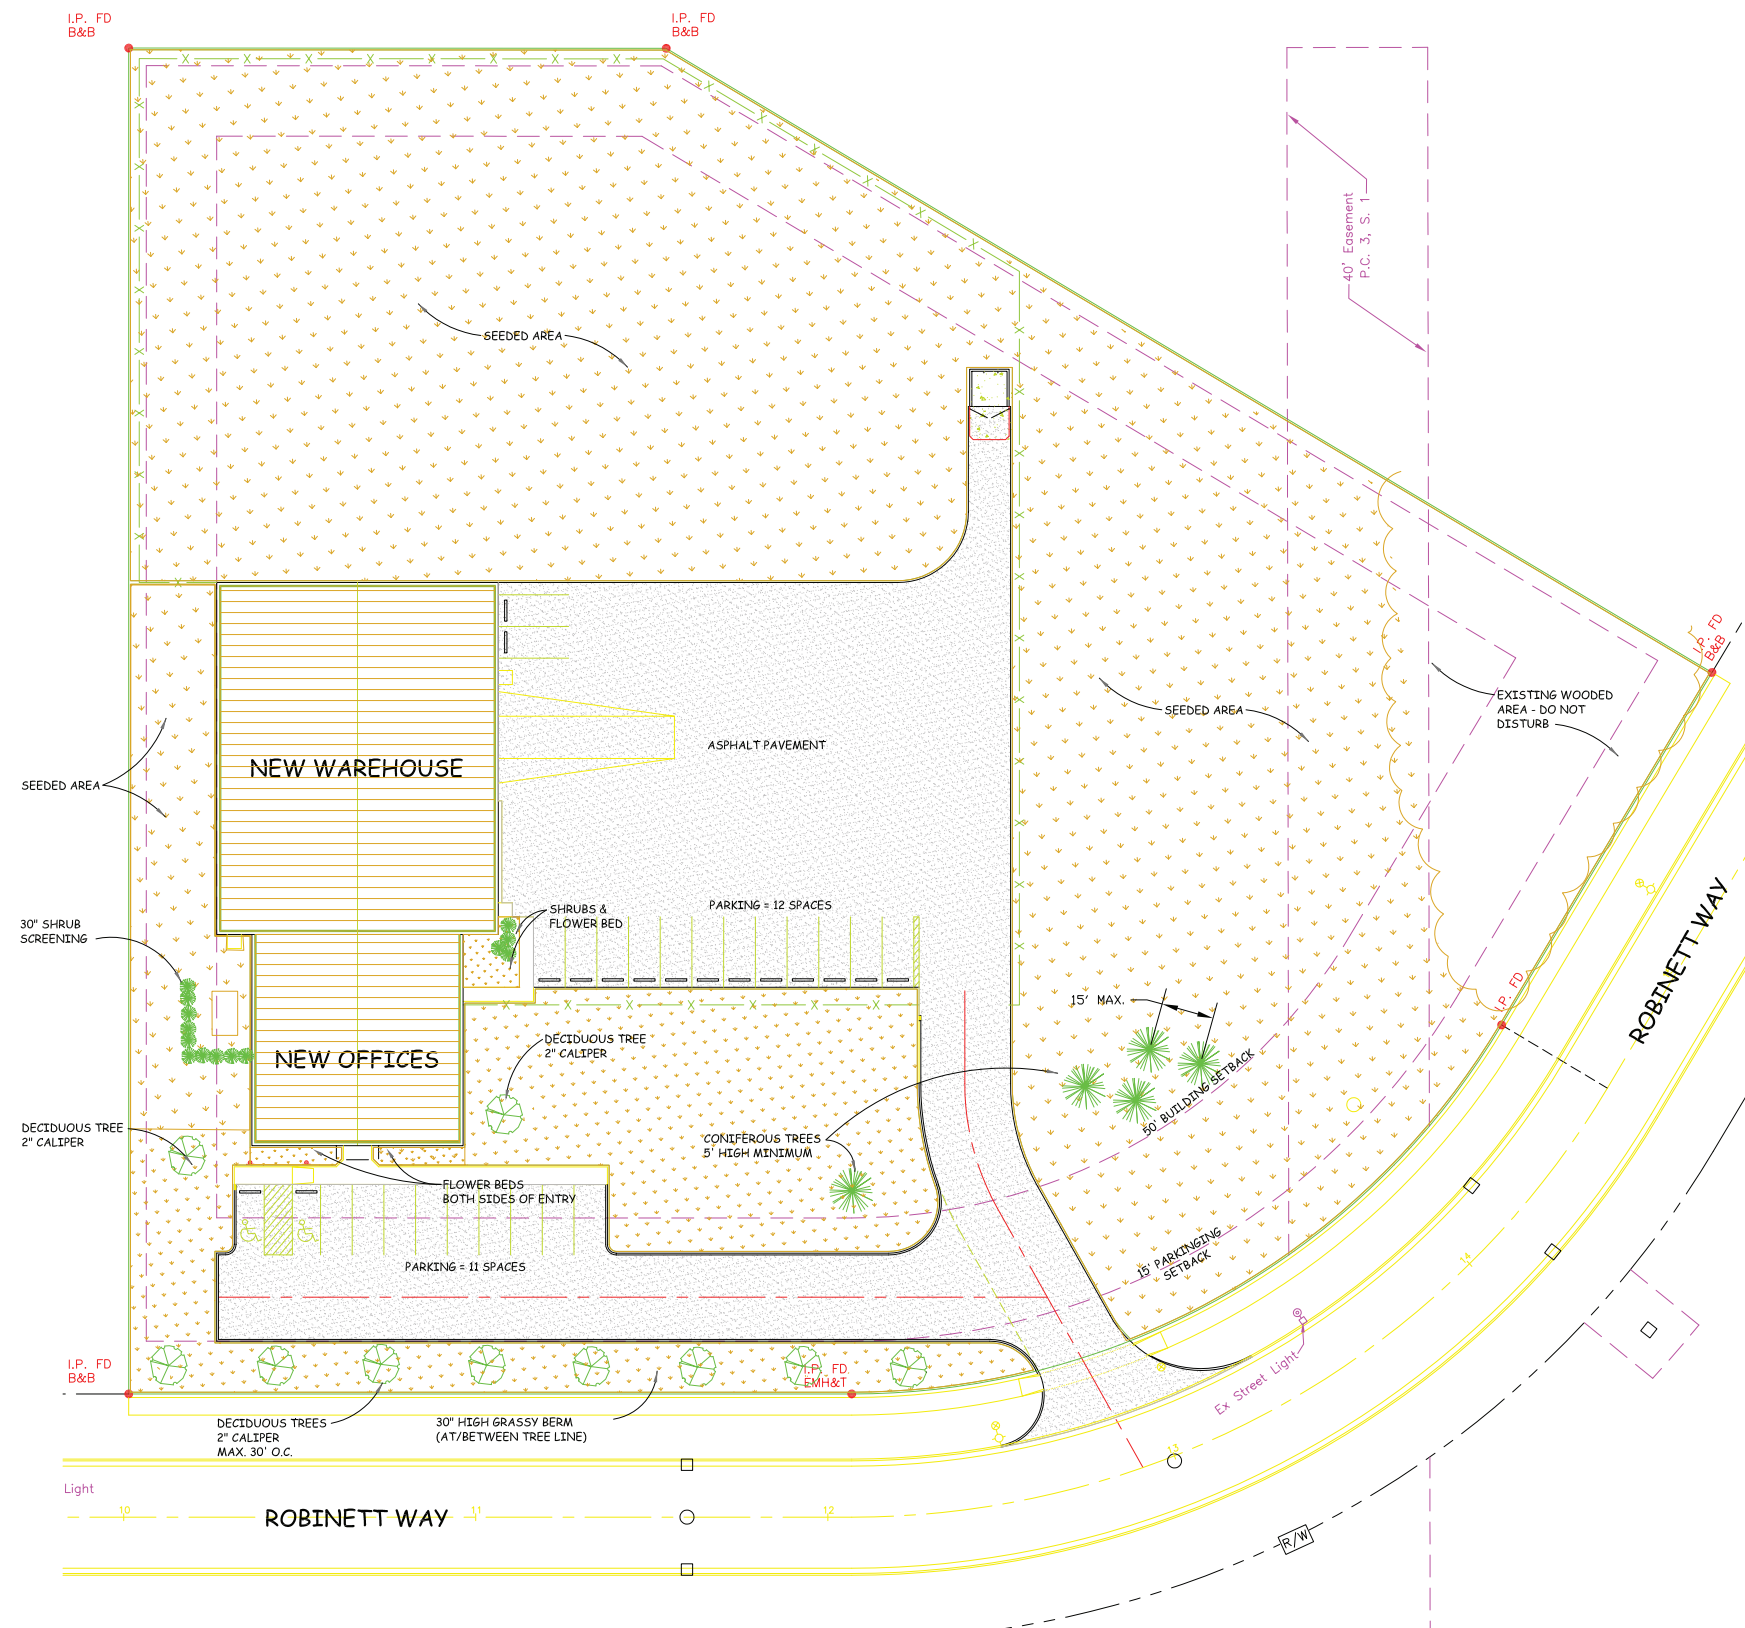 I.P. FD
B&B
I.P. FD
B&B
40' Easement
P.C. 3, S. 1
SEEDED AREA
I.P. FD
B&B
EXISTING WOODED
AREA - DO NOT
DISTURB
SEEDED AREA
ASPHALT PAVEMENT
NEW WAREHOUSE
SEEDED AREA
PARKING = 12 SPACES
SHRUBS &
FLOWER BED
30" SHRUB
SCREENING
ROBINETT WAY
I.P. FD
15' MAX.
DECIDUOUS TREE
2" CALIPER
NEW OFFICES
50' BUILDING SETBACK
DECIDUOUS TREE
2" CALIPER
CONIFEROUS TREES
5' HIGH MINIMUM
FLOWER BEDS
BOTH SIDES OF ENTRY
15' PARKINGING
SETBACK
PARKING = 11 SPACES
14
I.P. FD
B&B
I.P. FD
EMH&T
Ex Street Light
DECIDUOUS TREES
2" CALIPER
MAX. 30' O.C.
30" HIGH GRASSY BERM
(AT/BETWEEN TREE LINE)
13
Light
10
11
12
ROBINETT WAY
R/W